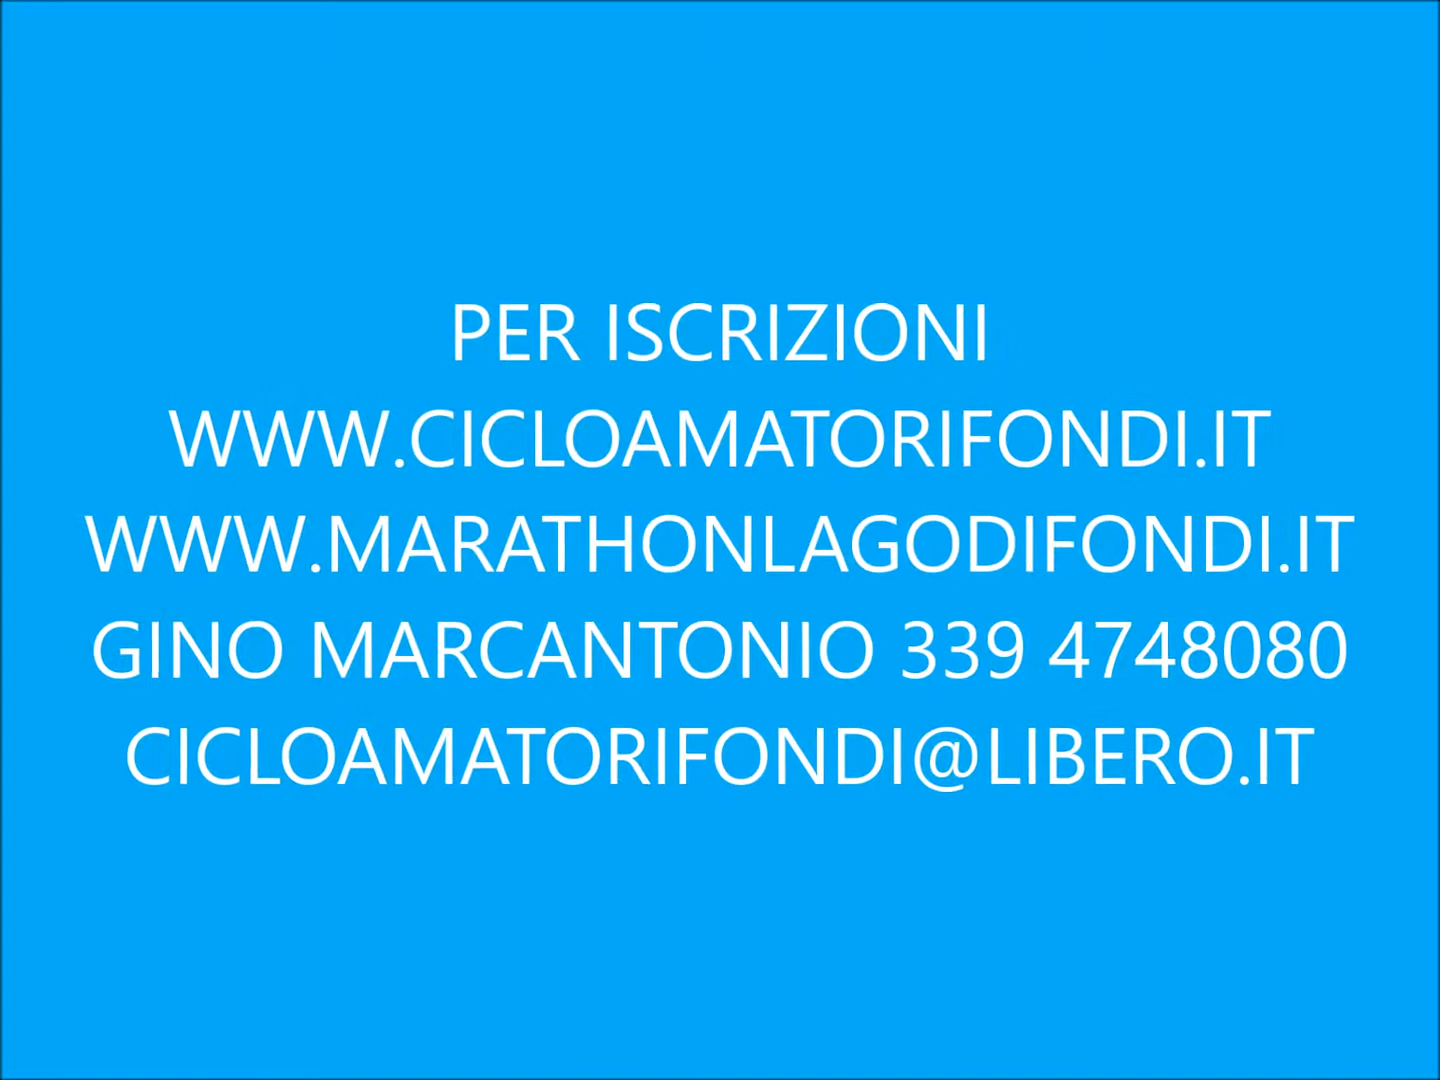 PER ISCRIZIONI
WWW.CICLOAMATORIFONDI.IT
WWW.MARATHONLAGODIFONDI.IT
GINO MARCANTONIO 339 4748080
CICLOAMATORIFONDI@LIBERO.IT